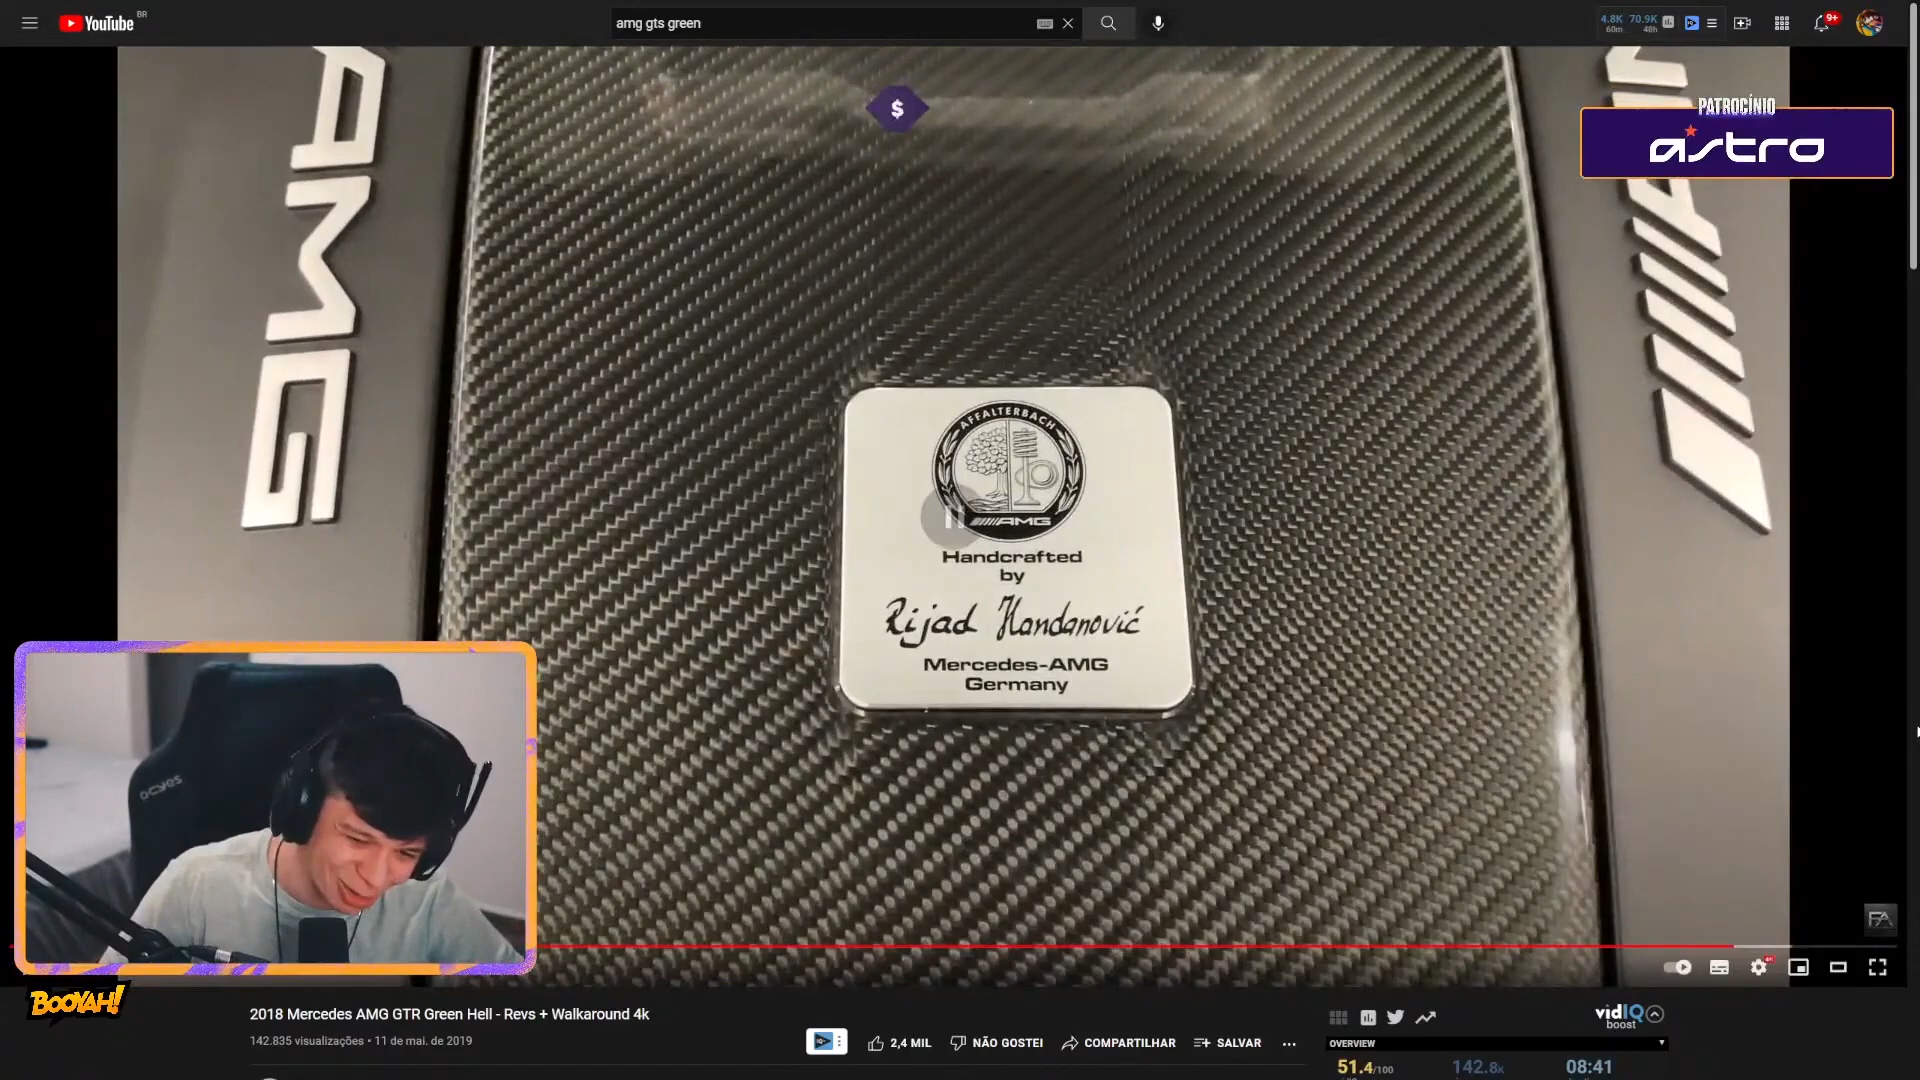 YouTube BR
amg gts green
4.8K 70.9K
60m 48h
9+
AMG
$
PATROCÍNIO
astro
AFFALTERBACH
AMG
Handcrafted
by
Rijad Handanović
Mercedes-AMG
Germany
FA
4K
BOOYAH!
2018 Mercedes AMG GTR Green Hell - Revs + Walkaround 4k
142.835 visualizações • 11 de mai. de 2019
2,4 MIL
NÃO GOSTEI
COMPARTILHAR
SALVAR
vidIQ
boost
OVERVIEW
51.4/100
142.8K
08:41